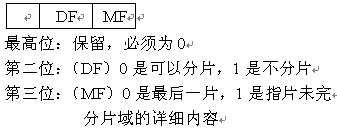 DF MF
最高位：保留，必须为0
第二位：（DF）0是可以分片，1是不分片
第三位：（MF）0是最后一片，1是指片未完
分片域的详细内容